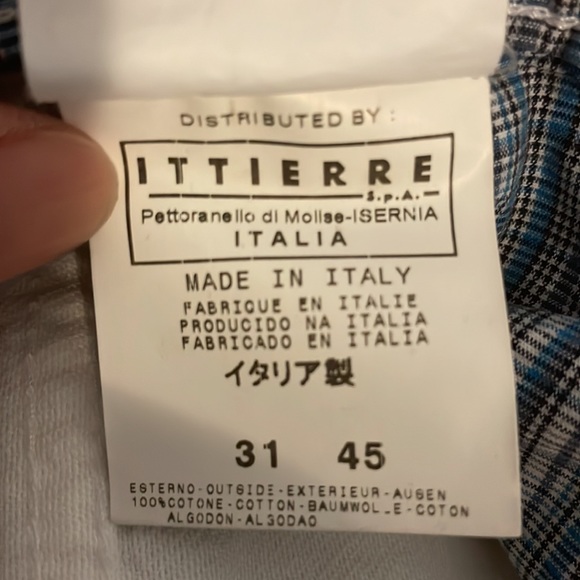 DISTRIBUTED BY :
ITTIERRE
S.p.A.
Pettoranello di Molise-ISERNIA
ITALIA
MADE IN ITALY
FABRIQUE EN ITALIE
PRODUCIDO NA ITALIA
FABRICADO EN ITALIA
イタリア製
31 45
ESTERNO-OUTSIDE-EXTERIEUR-AUSEN
100%COTONE-COTTON-BAUMWOLLE-COTON
ALGODON-ALGODAO